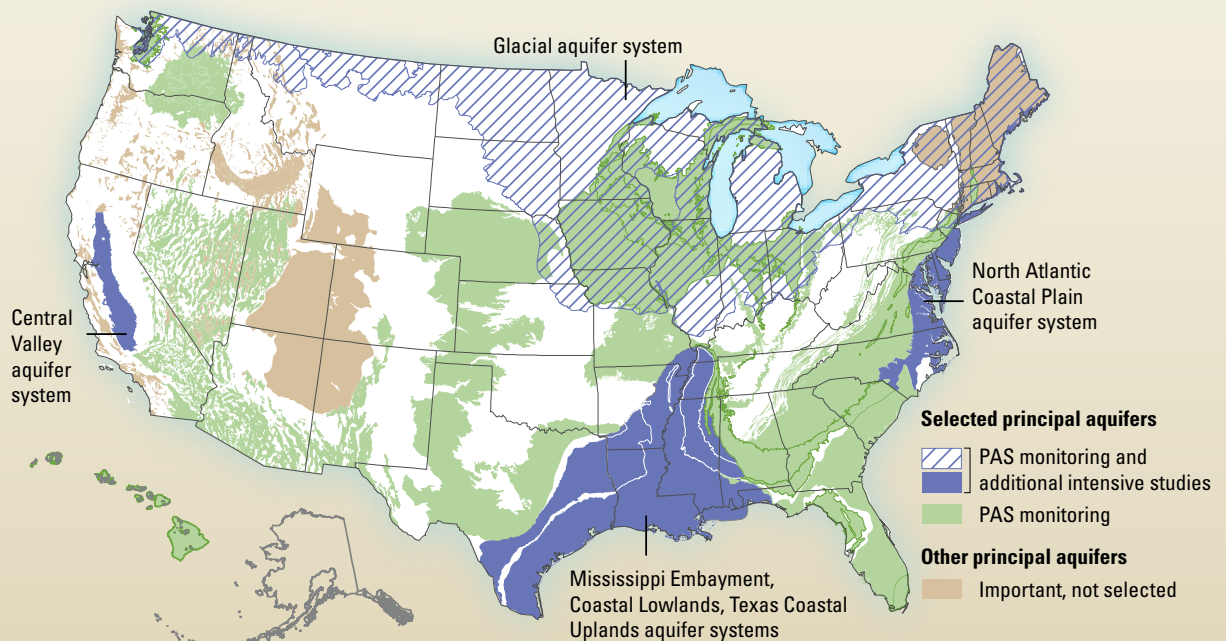 Glacial aquifer system
Central
Valley
aquifer
system
North Atlantic
Coastal Plain
aquifer system
Mississippi Embayment,
Coastal Lowlands, Texas Coastal
Uplands aquifer systems
Selected principal aquifers
PAS monitoring and
additional intensive studies
PAS monitoring
Other principal aquifers
Important, not selected